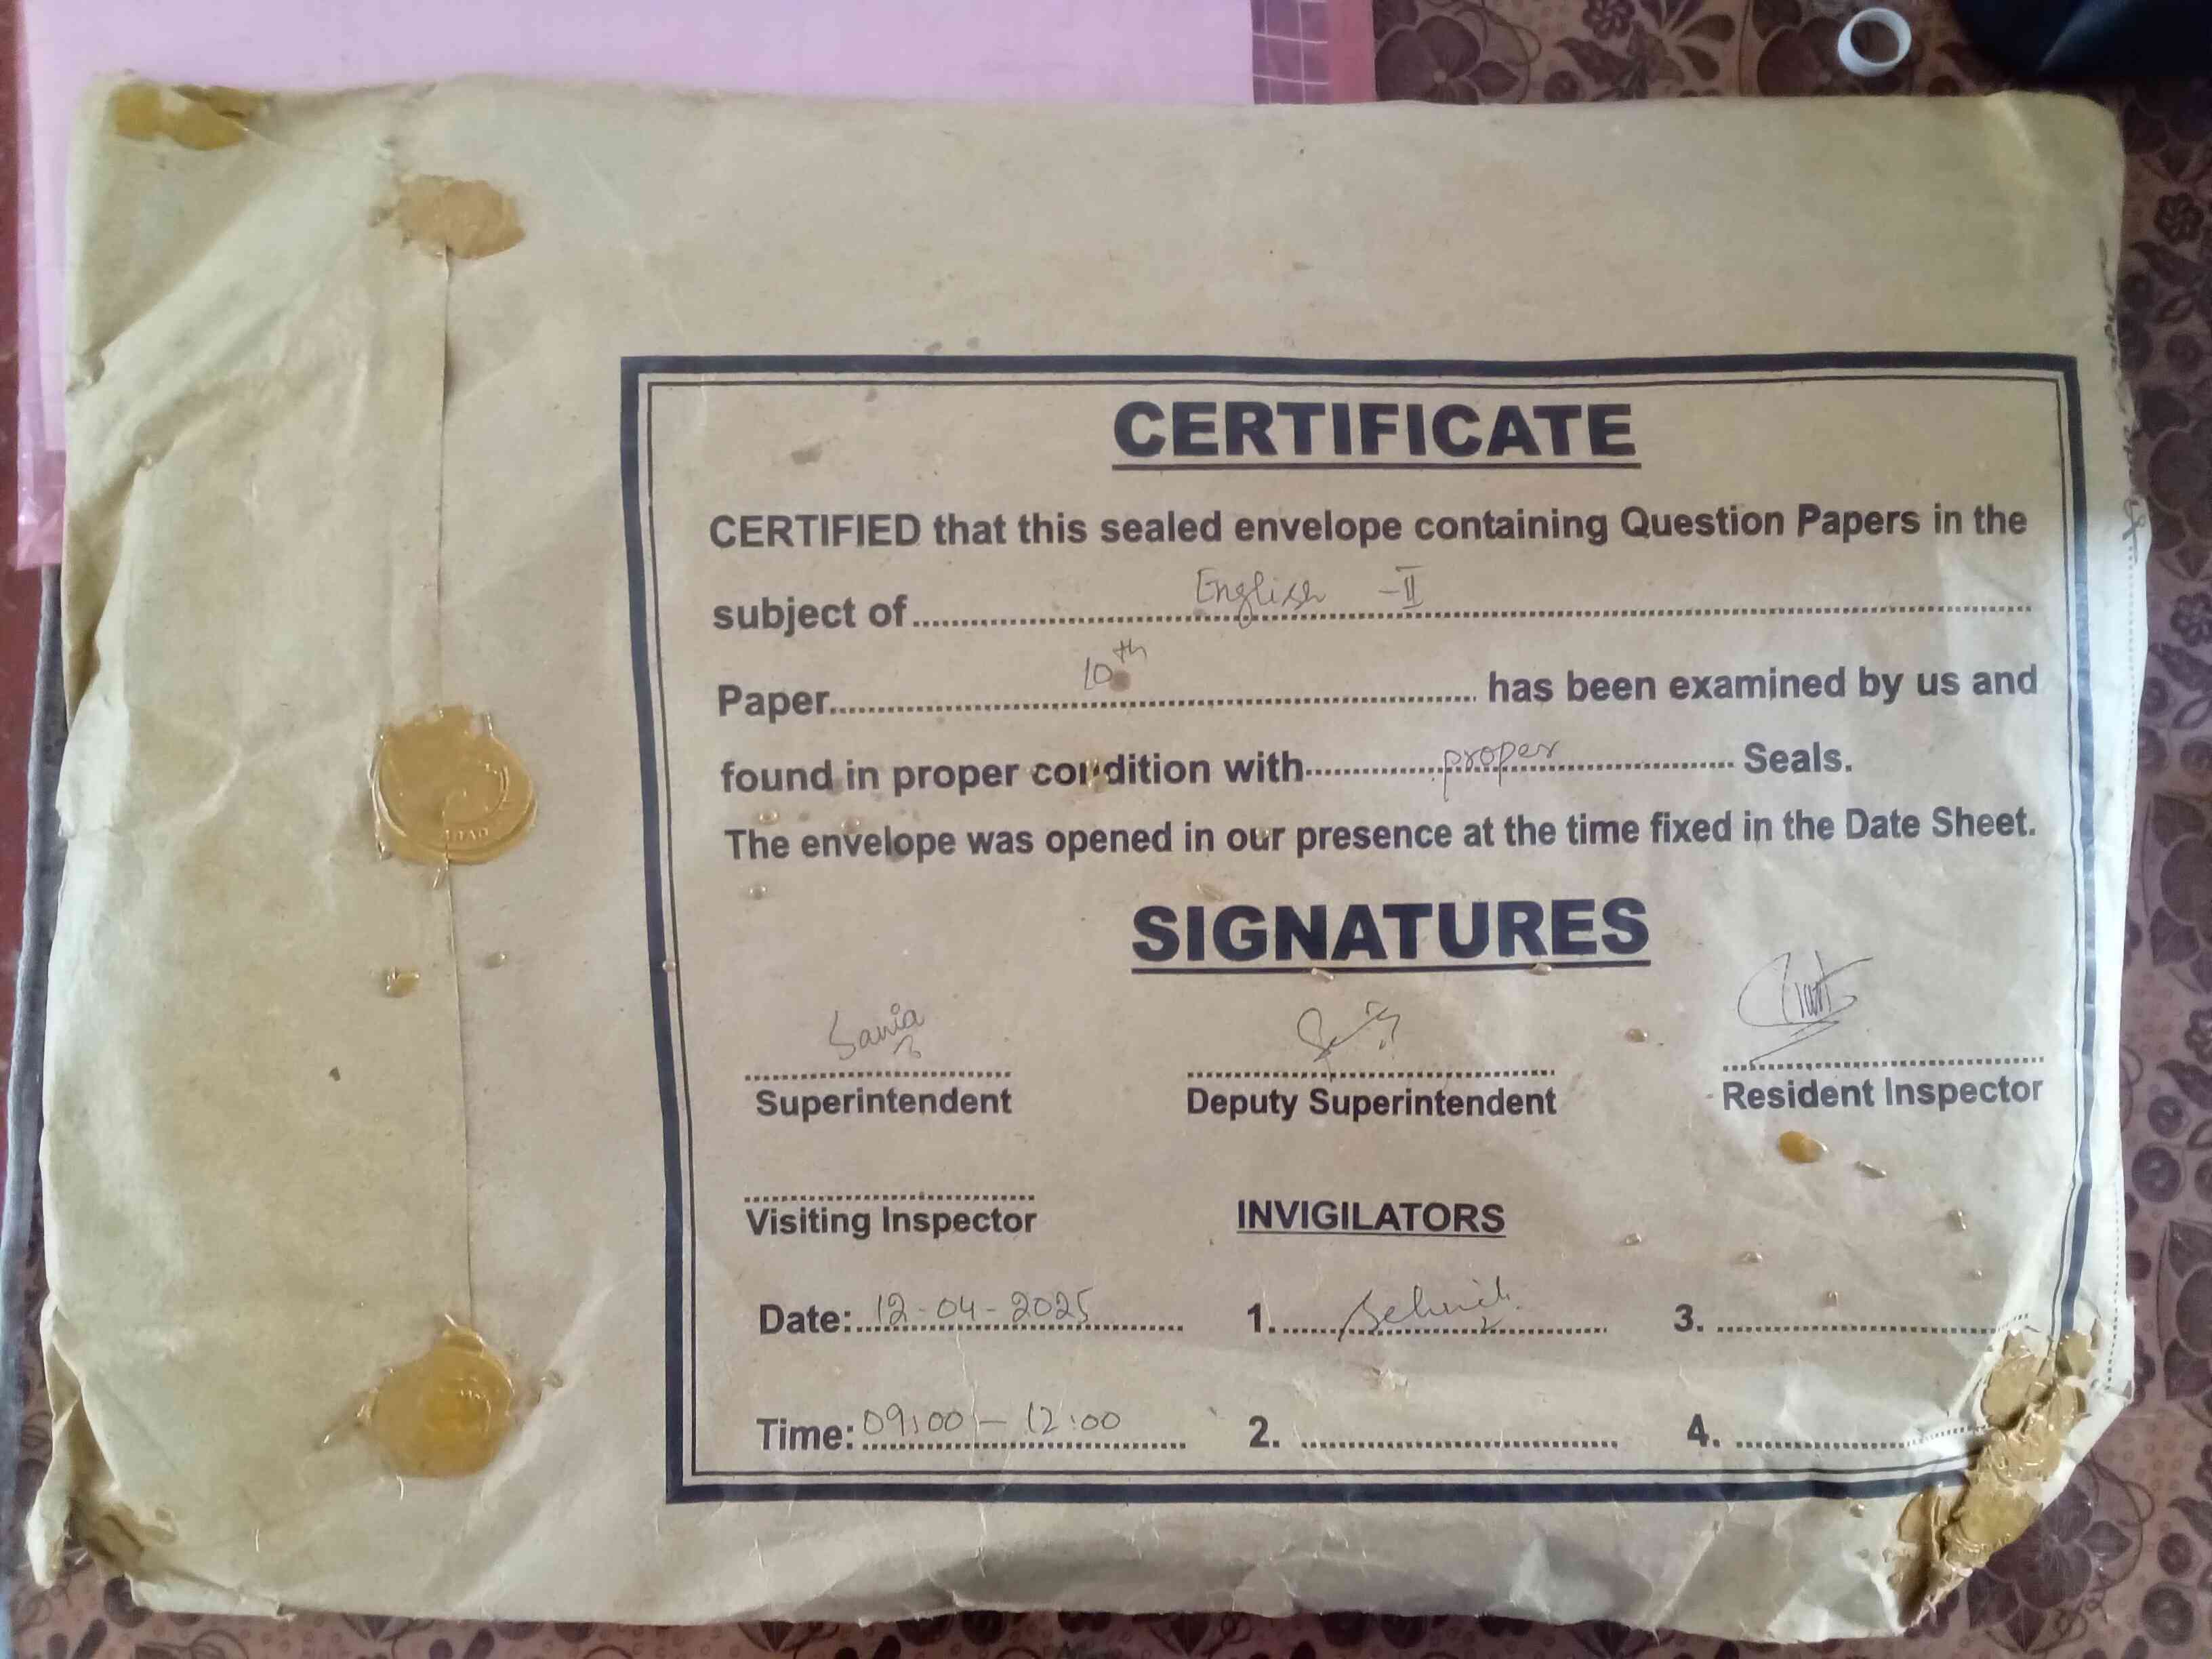 CERTIFICATE
CERTIFIED that this sealed envelope containing Question Papers in the
subject of English - II
Paper 10th has been examined by us and
found in proper condition with proper Seals.
The envelope was opened in our presence at the time fixed in the Date Sheet.
SIGNATURES
Sania
Superintendent Deputy Superintendent Resident Inspector
Visiting Inspector INVIGILATORS
Date: 12-04-2025 1. 3.
Time: 09:00 - 12:00 2. 4.